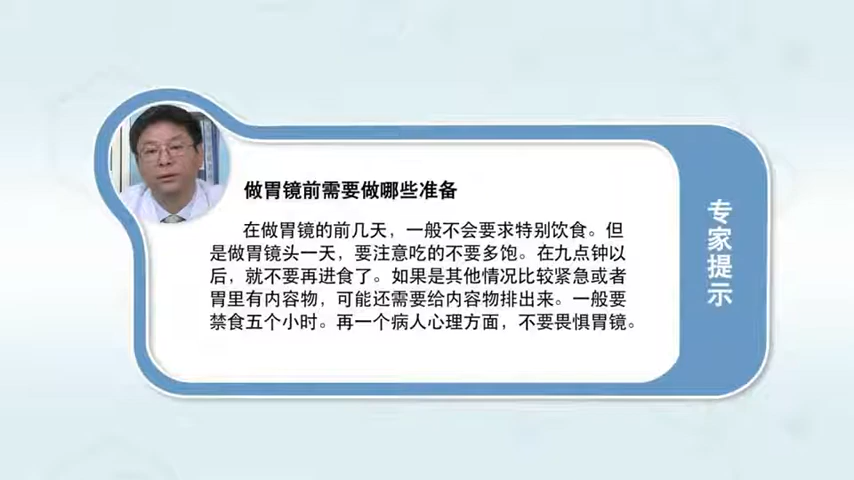 做胃镜前需要做哪些准备
在做胃镜的前几天，一般不会要求特别饮食。但
是做胃镜头一天，要注意吃的不要多饱。在九点钟以
后，就不要再进食了。如果是其他情况比较紧急或者
胃里有内容物，可能还需要给内容物排出来。一般要
禁食五个小时。再一个病人心理方面，不要畏惧胃镜。
专家提示